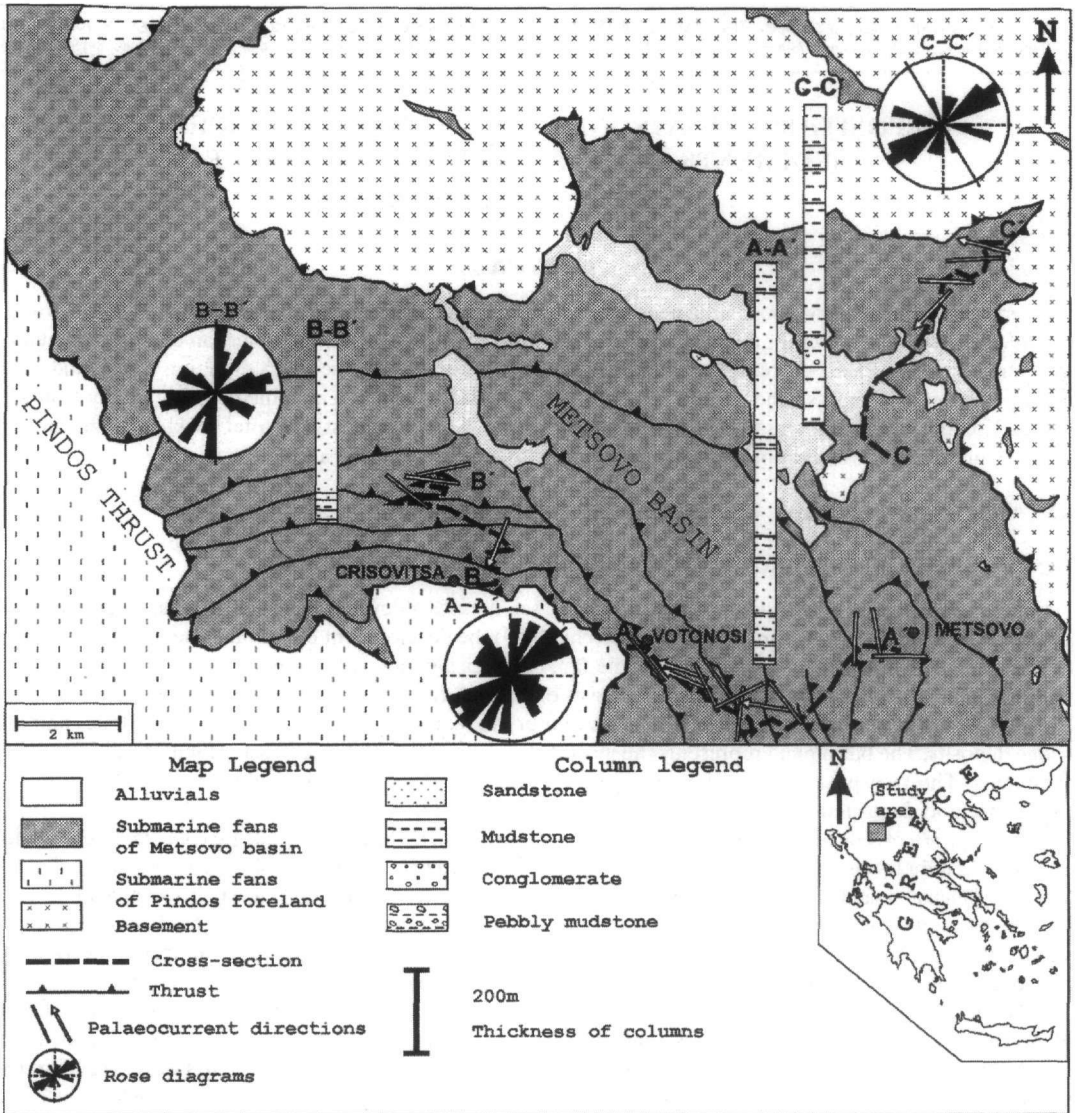 N
C-C´
C-C
A-A´
C´
B-B´
B-B´
PINDOS THRUST
METSOVO BASIN
C
B´
CRISOVITSA
B
A-A
A
VOTONOSI
A´
METSOVO
2 km
Map Legend
Alluvials
Submarine fans
of Metsovo basin
Submarine fans
of Pindos foreland
Basement
Cross-section
Thrust
Palaeocurrent directions
Rose diagrams
Column legend
Sandstone
Mudstone
Conglomerate
Pebbly mudstone
200m
Thickness of columns
N
Study
area
GREECE